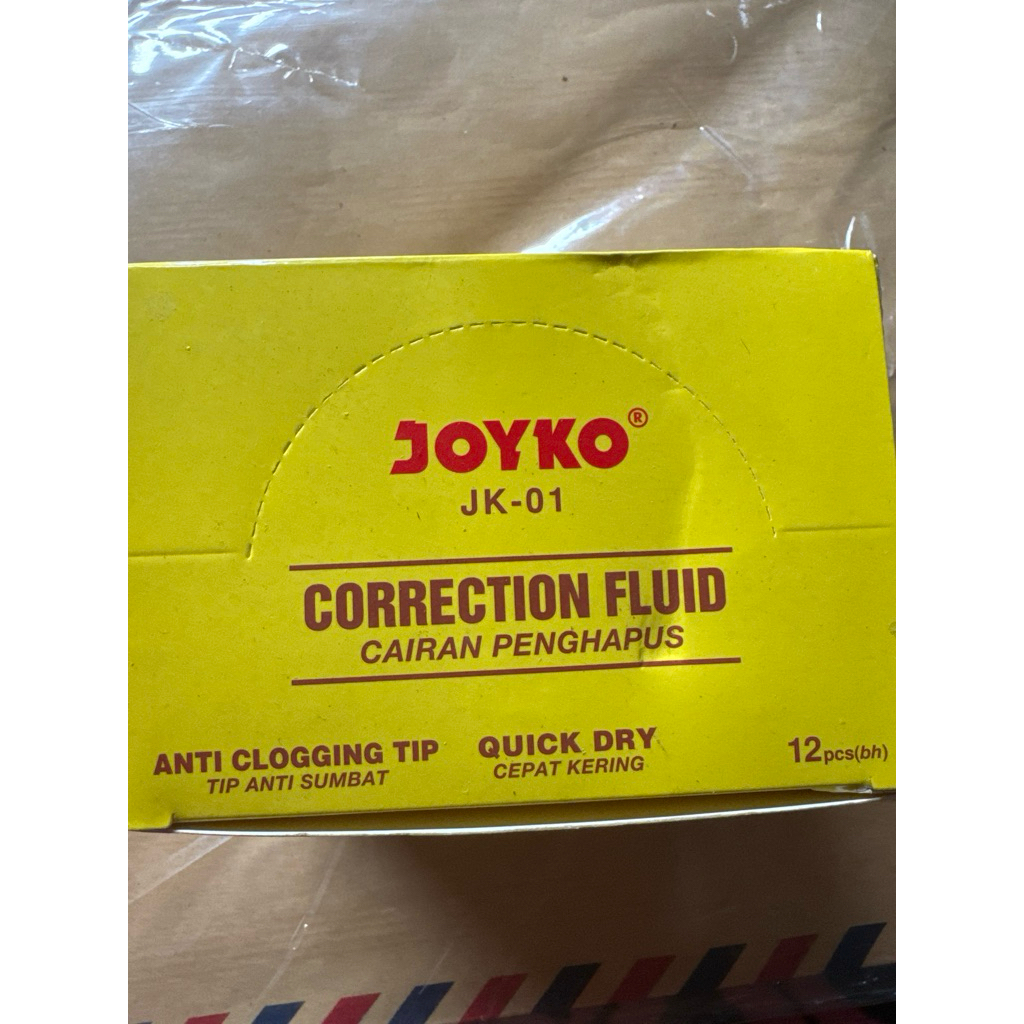 JOYKO®
JK-01
CORRECTION FLUID
CAIRAN PENGHAPUS
ANTI CLOGGING TIP
TIP ANTI SUMBAT
QUICK DRY
CEPAT KERING
12pcs(bh)